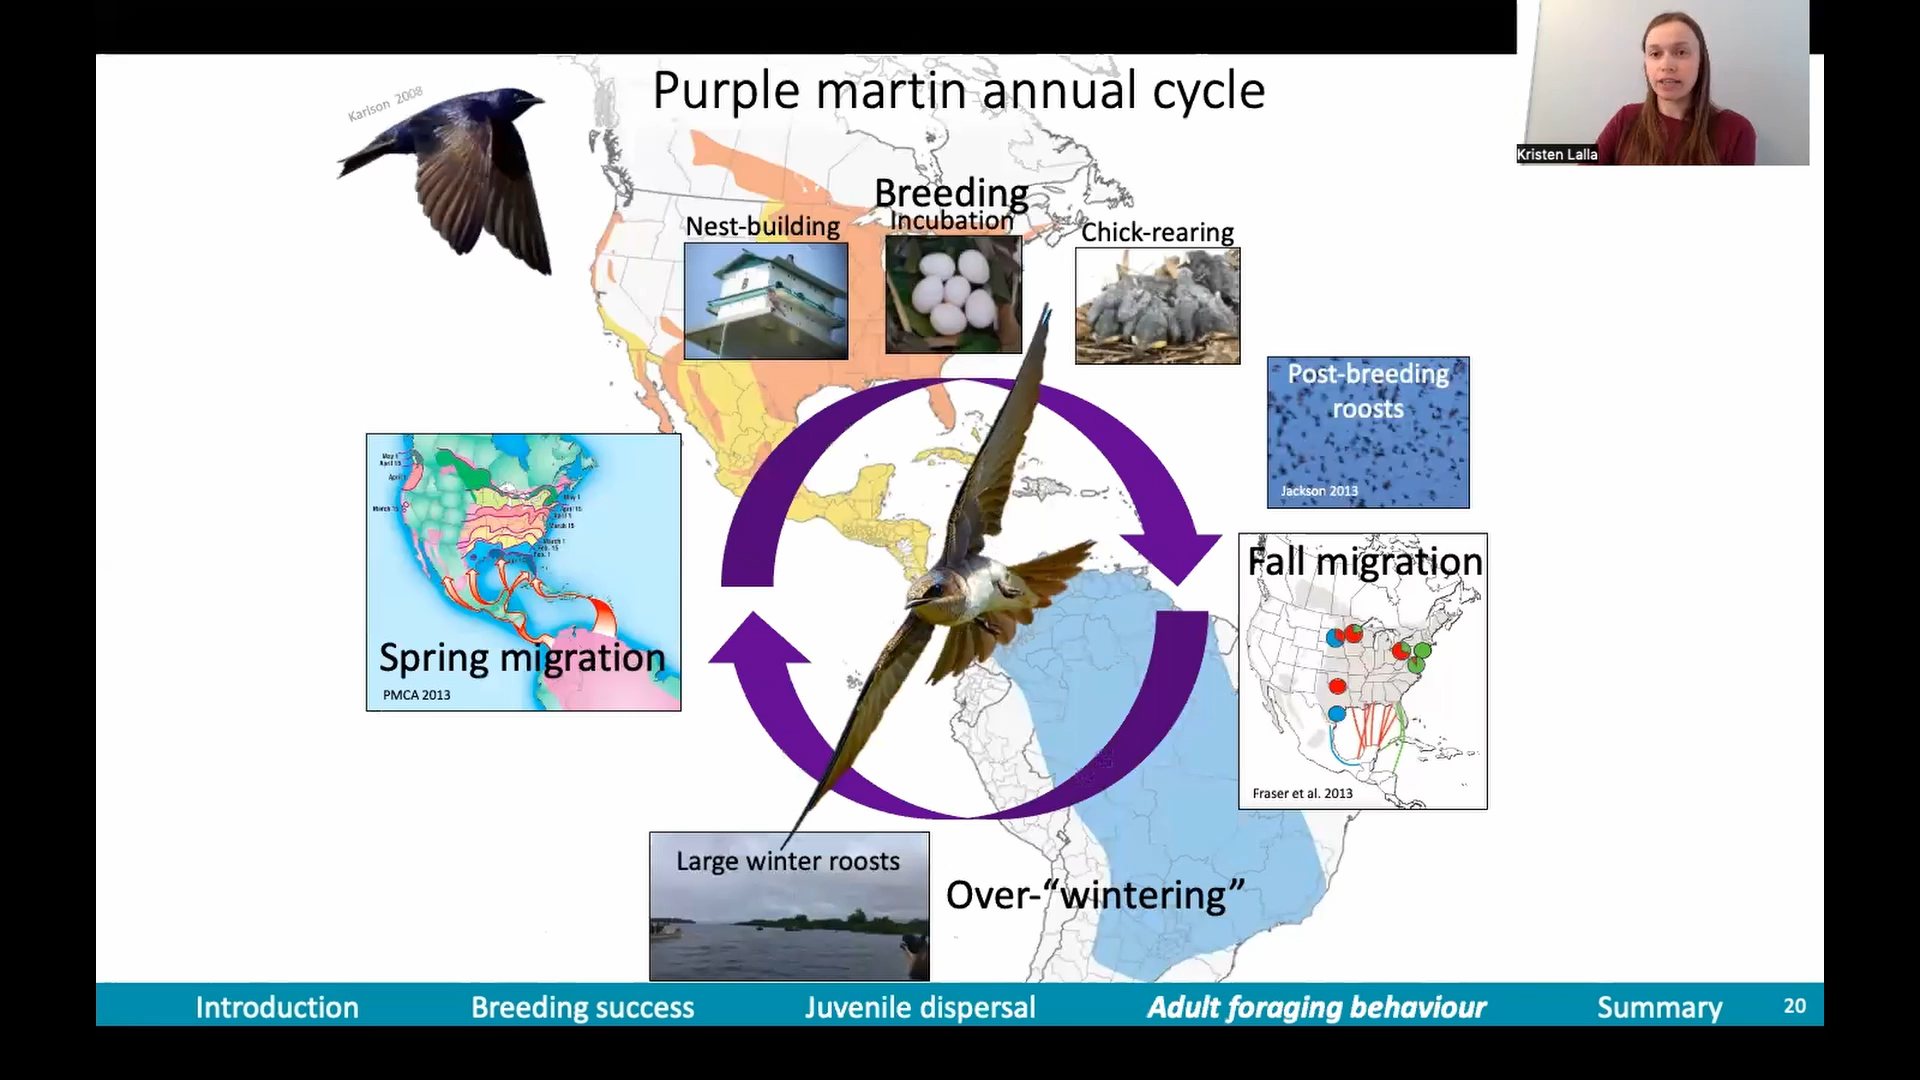 Purple martin annual cycle
Karlson 2008
Kristen Lalla
Breeding
Nest-building
Incubation
Chick-rearing
Post-breeding
roosts
Jackson 2013
Spring migration
PMCA 2013
Fall migration
Fraser et al. 2013
Large winter roosts
Over-“wintering”
Introduction
Breeding success
Juvenile dispersal
Adult foraging behaviour
Summary
20